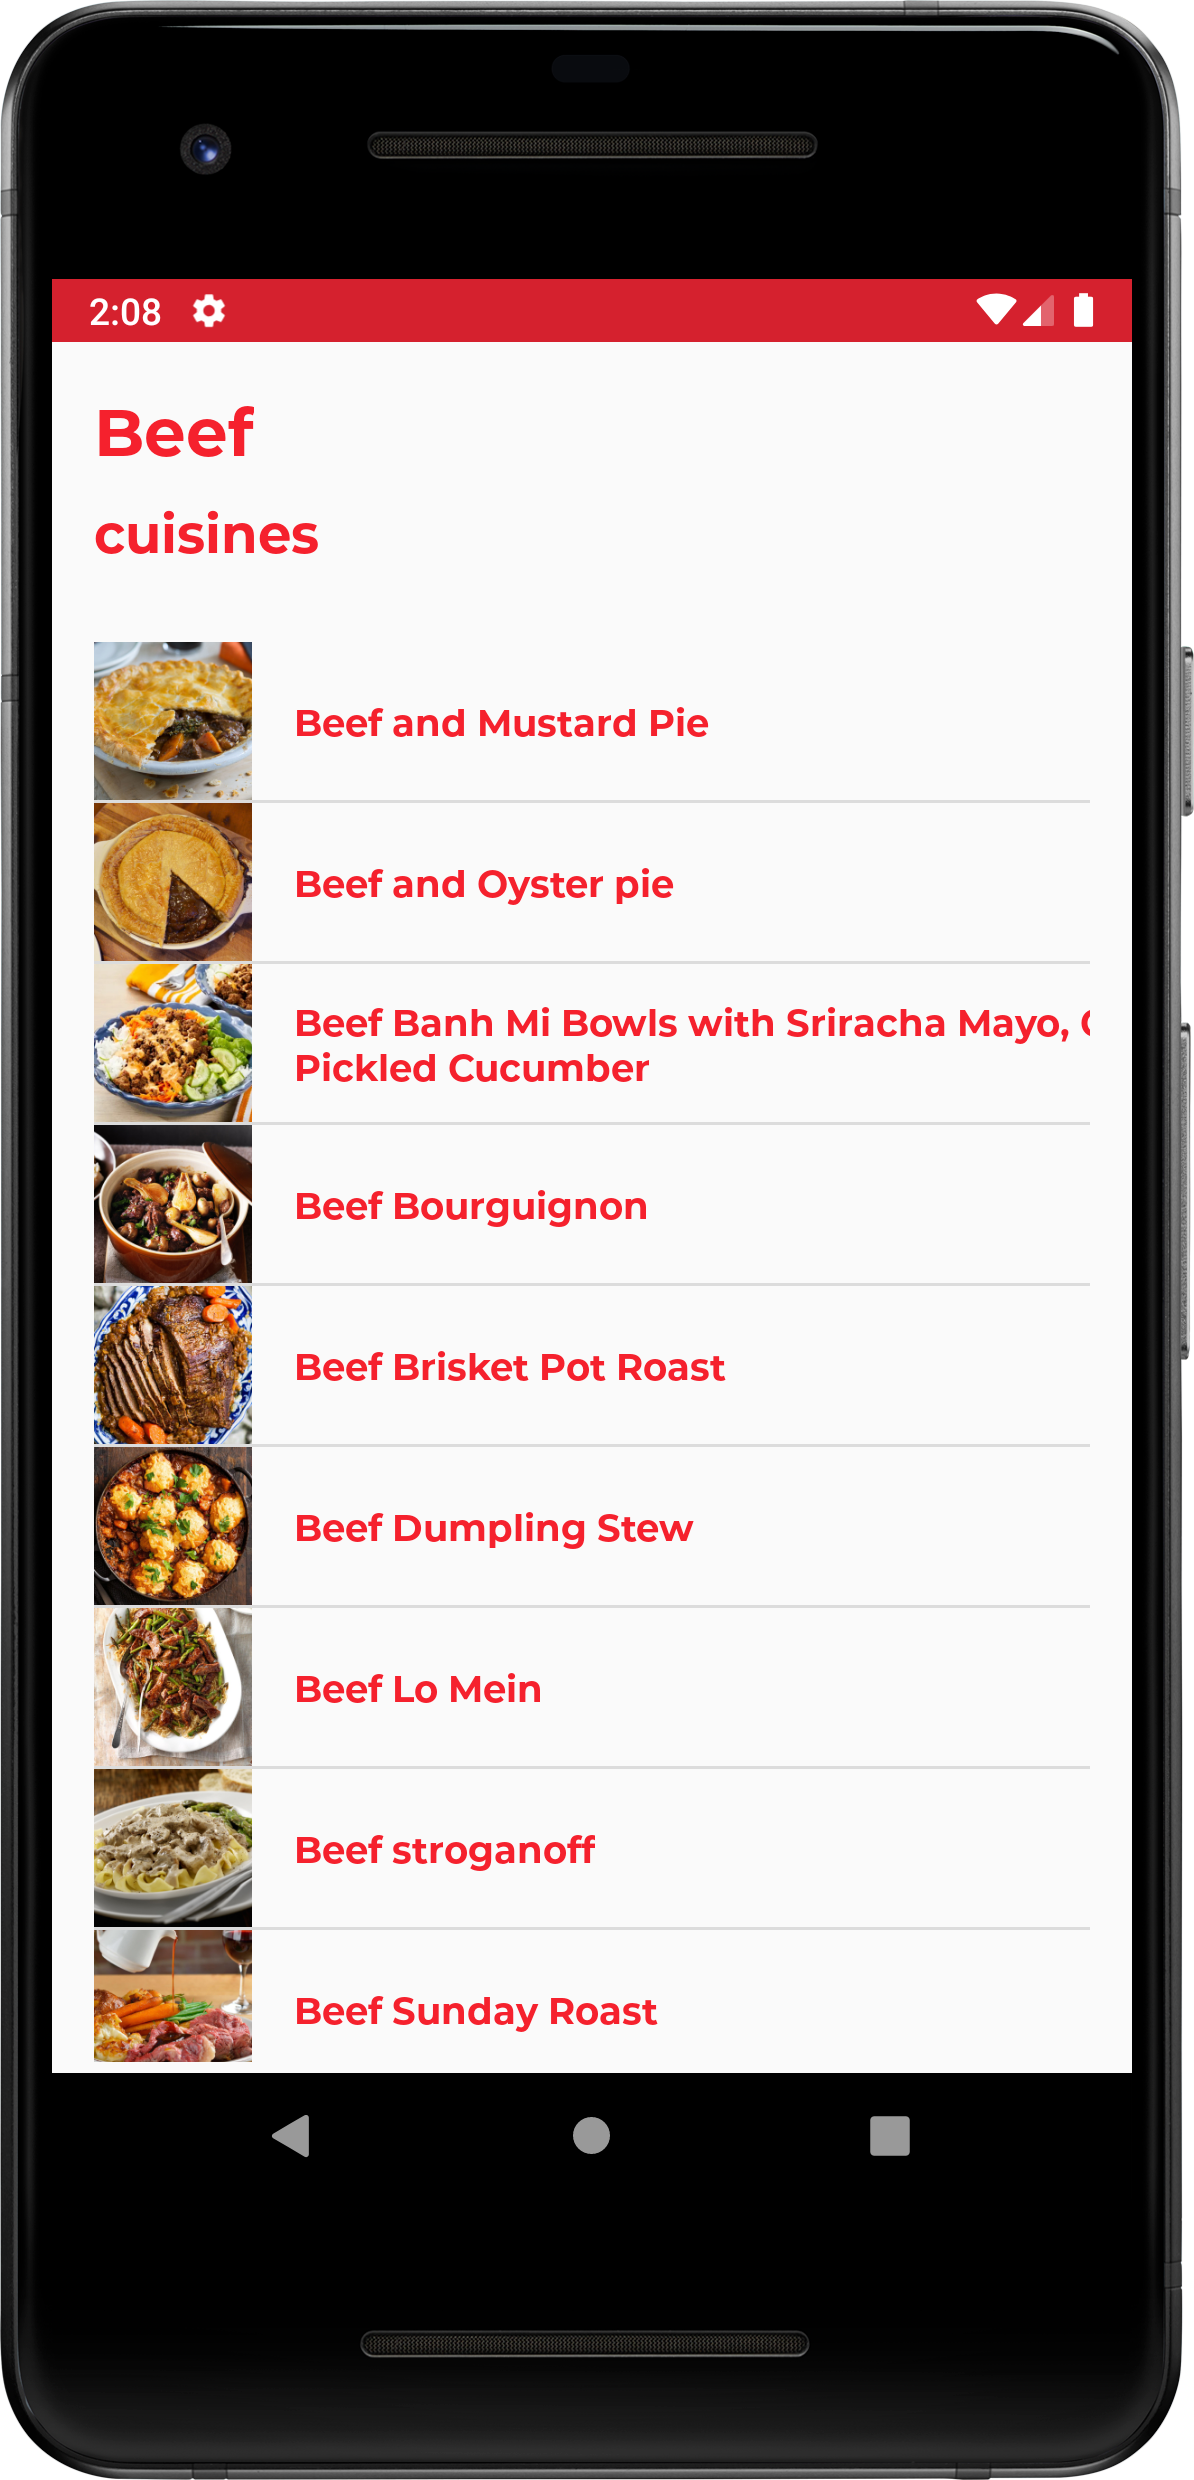 2:08
Beef
cuisines
Beef and Mustard Pie
Beef and Oyster pie
Beef Banh Mi Bowls with Sriracha Mayo,
Pickled Cucumber
Beef Bourguignon
Beef Brisket Pot Roast
Beef Dumpling Stew
Beef Lo Mein
Beef stroganoff
Beef Sunday Roast